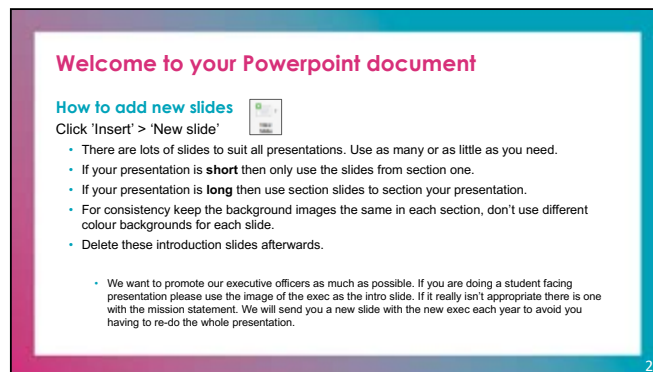 Welcome to your Powerpoint document
How to add new slides
Click 'Insert' > 'New slide'
• There are lots of slides to suit all presentations. Use as many or as little as you need.
• If your presentation is short then only use the slides from section one.
• If your presentation is long then use section slides to section your presentation.
• For consistency keep the background images the same in each section, don't use different
colour backgrounds for each slide.
• Delete these introduction slides afterwards.
• We want to promote our executive officers as much as possible. If you are doing a student facing
presentation please use the image of the exec as the intro slide. If it really isn't appropriate there is one
with the mission statement. We will send you a new slide with the new exec each year to avoid you
having to re-do the whole presentation.
2